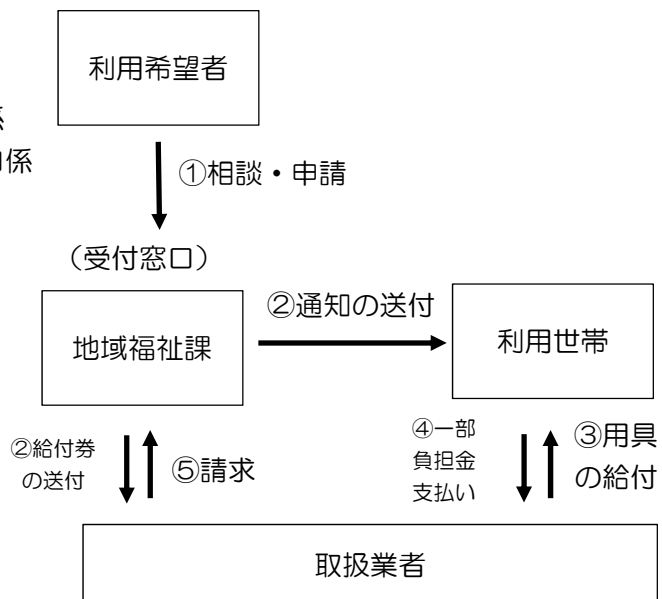 利用希望者
係
係
①相談・申請
（受付窓口）
②通知の送付
地域福祉課
利用世帯
②給付券
の送付
⑤請求
④一部
負担金
支払い
③用具
の給付
取扱業者